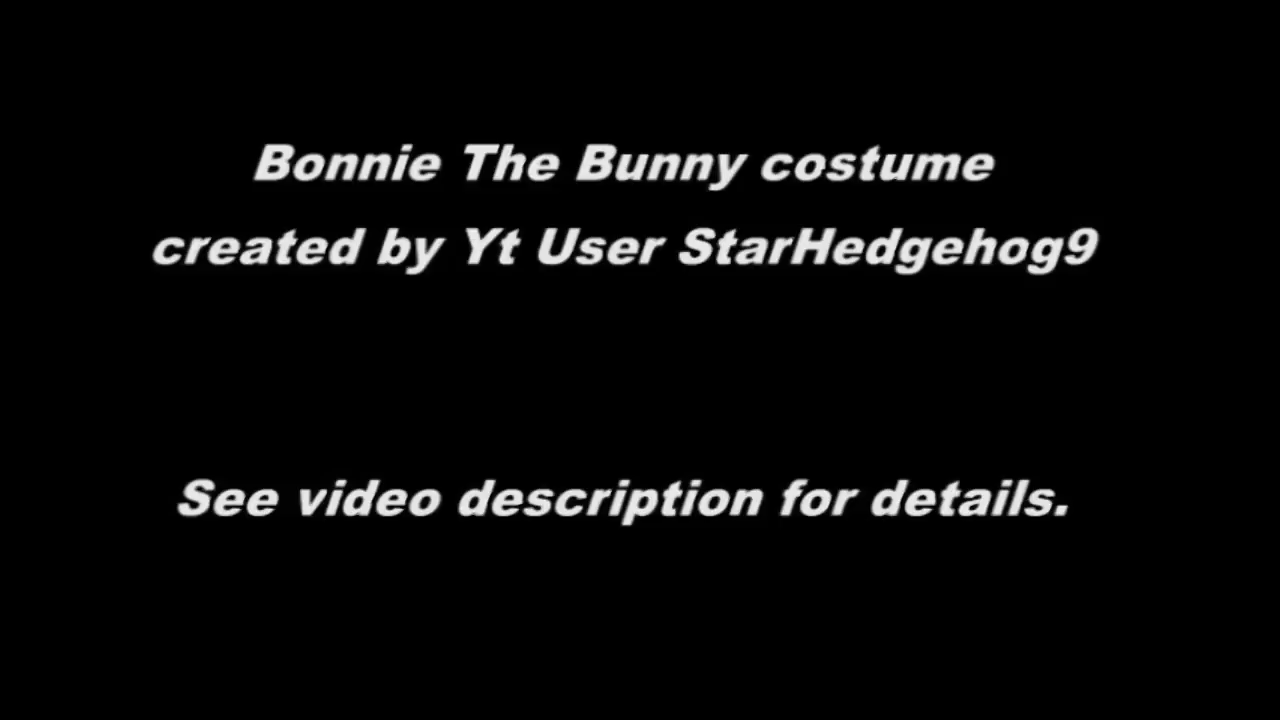 Bonnie The Bunny costume
created by Yt User StarHedgehog9
See video description for details.